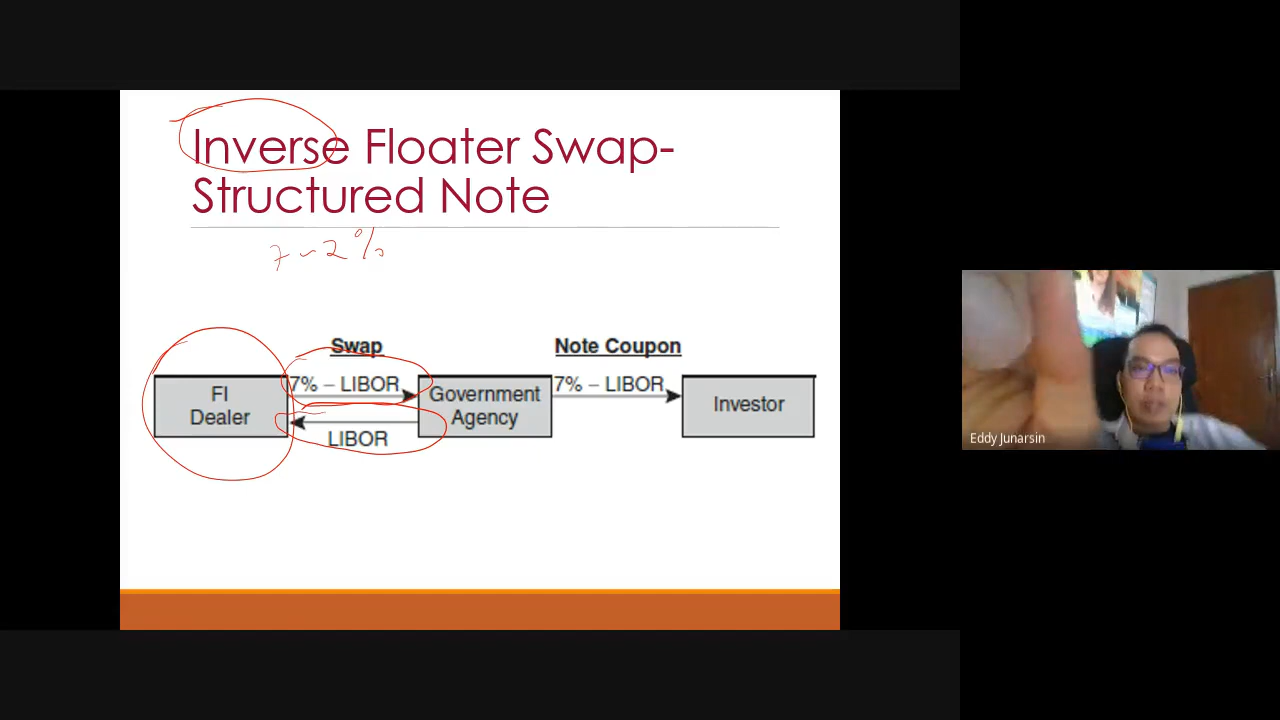 Inverse Floater Swap-
Structured Note
7 - 2%
Swap
Note Coupon
7% – LIBOR
7% – LIBOR
FI
Dealer
Government
Agency
Investor
LIBOR
Eddy Junarsin